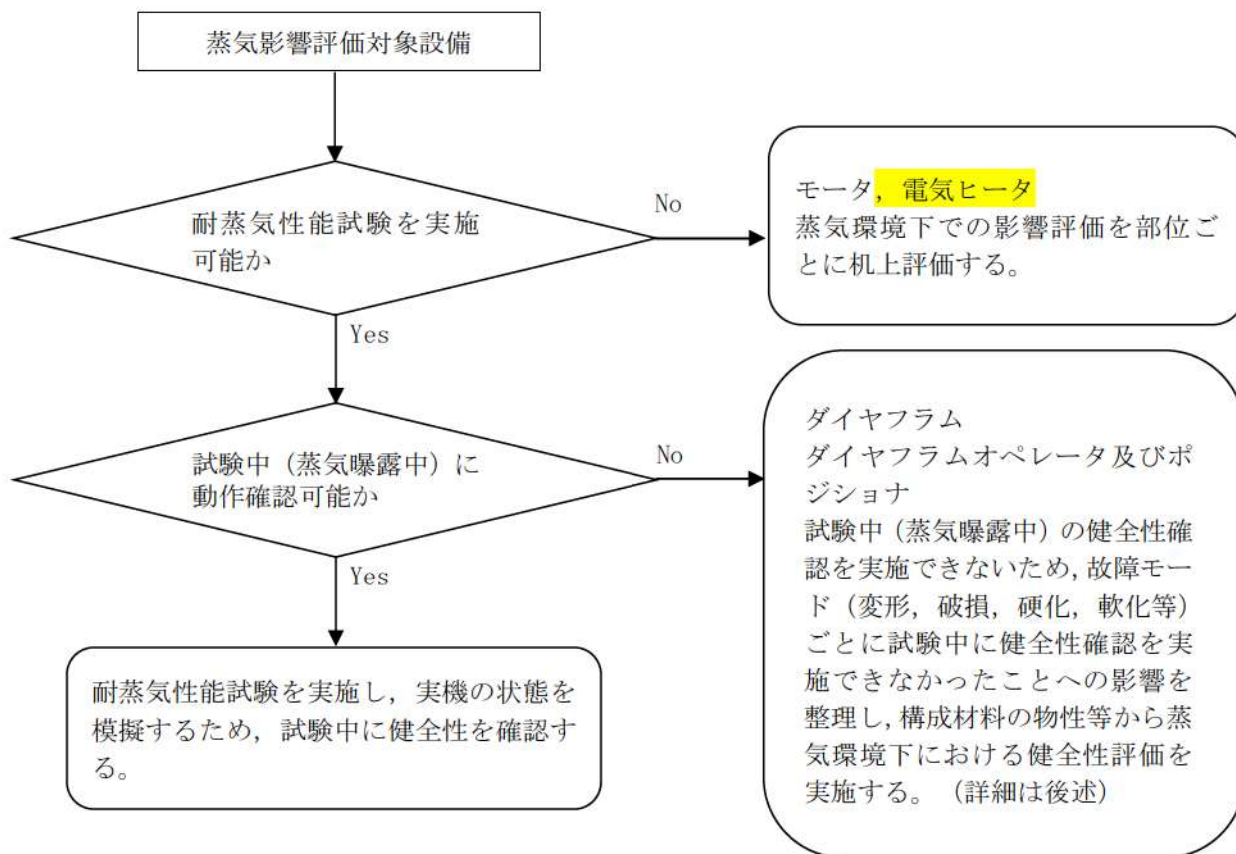 蒸気影響評価対象設備
耐蒸気性能試験を実施
可能か
No
モータ，電気ヒータ
蒸気環境下での影響評価を部位ご
とに机上評価する。
Yes
試験中（蒸気曝露中）に
動作確認可能か
No
ダイヤフラム
ダイヤフラムオペレータ及びポ
ジショナ
試験中（蒸気曝露中）の健全性確
認を実施できないため，故障モー
ド（変形，破損，硬化，軟化等）
ごとに試験中に健全性確認を実
施できなかったことへの影響を
整理し，構成材料の物性等から蒸
気環境下における健全性評価を
実施する。（詳細は後述）
Yes
耐蒸気性能試験を実施し，実機の状態を
模擬するため，試験中に健全性を確認す
る。